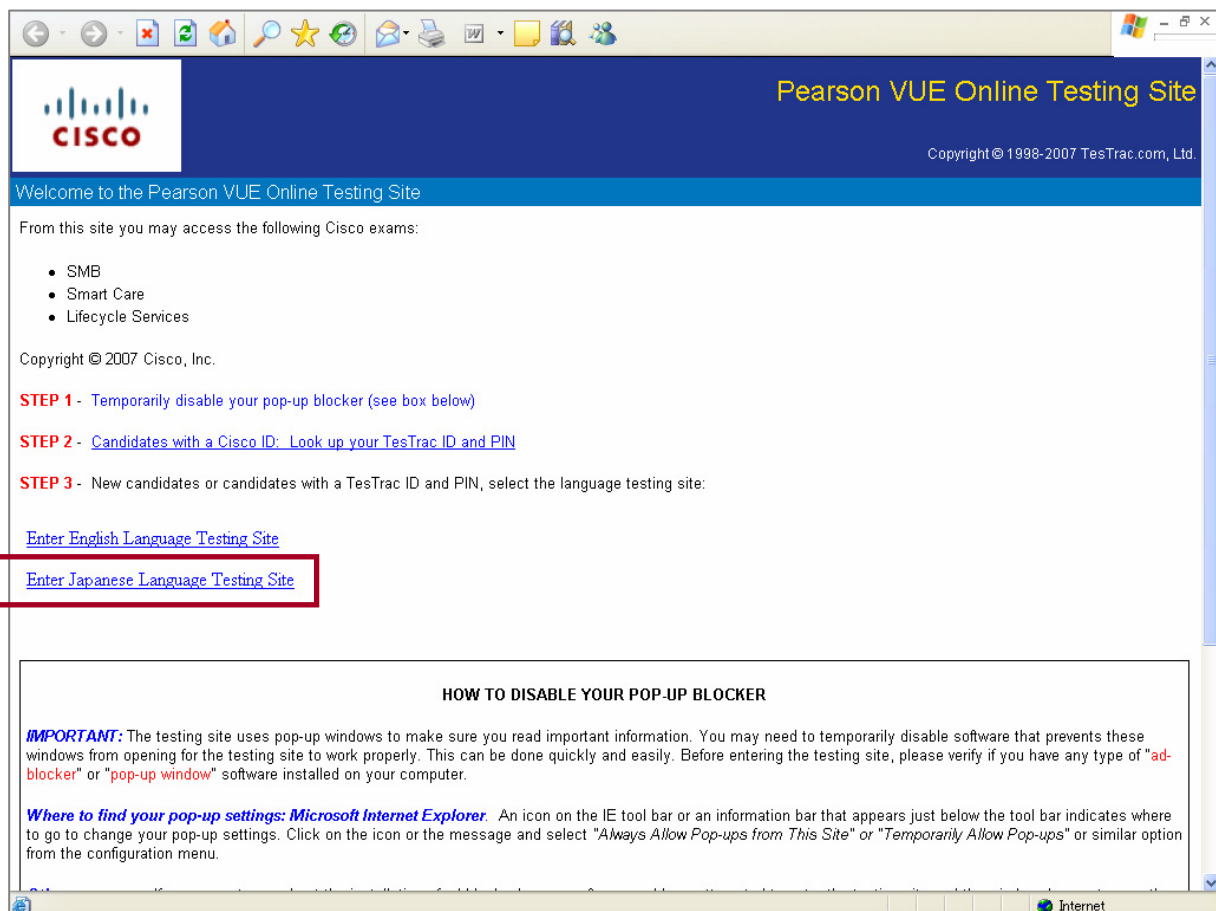 CISCO
Pearson VUE Online Testing Site
Copyright © 1998-2007 TesTrac.com, Ltd.
Welcome to the Pearson VUE Online Testing Site
From this site you may access the following Cisco exams:
• SMB
• Smart Care
• Lifecycle Services
Copyright © 2007 Cisco, Inc.
STEP 1 - Temporarily disable your pop-up blocker (see box below)
STEP 2 - Candidates with a Cisco ID: Look up your TesTrac ID and PIN
STEP 3 - New candidates or candidates with a TesTrac ID and PIN, select the language testing site:
Enter English Language Testing Site
Enter Japanese Language Testing Site
HOW TO DISABLE YOUR POP-UP BLOCKER
IMPORTANT: The testing site uses pop-up windows to make sure you read important information. You may need to temporarily disable software that prevents these
windows from opening for the testing site to work properly. This can be done quickly and easily. Before entering the testing site, please verify if you have any type of "ad-
blocker" or "pop-up window" software installed on your computer.
Where to find your pop-up settings: Microsoft Internet Explorer. An icon on the IE tool bar or an information bar that appears just below the tool bar indicates where
to go to change your pop-up settings. Click on the icon or the message and select "Always Allow Pop-ups from This Site" or "Temporarily Allow Pop-ups" or similar option
from the configuration menu.
Internet